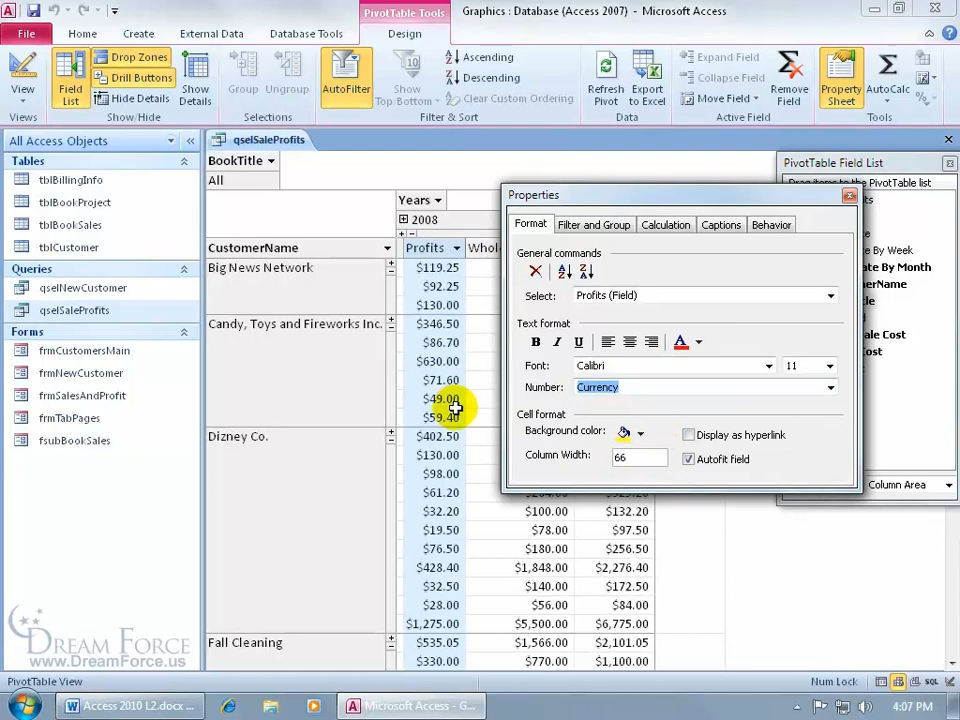 Graphics : Database (Access 2007) - Microsoft Access
PivotTable Tools
File
Home
Create
External Data
Database Tools
Design
View
Field List
Drop Zones
Drill Buttons
Hide Details
Show Details
Group
Ungroup
AutoFilter
Show Top/Bottom
Ascending
Descending
Clear Custom Ordering
Refresh Pivot
Export to Excel
Expand Field
Collapse Field
Move Field
Remove Field
Property Sheet
AutoCalc
Views
Show/Hide
Selections
Filter & Sort
Data
Active Field
Tools
All Access Objects
Tables
tblBillingInfo
tblBookProject
tblBookSales
tblCustomer
Queries
qselNewCustomer
qselSaleProfits
Forms
frmCustomersMain
frmNewCustomer
frmSalesAndProfit
frmTabPages
fsubBookSales
DREAM FORCE
www.DreamForce.us
qselSaleProfits
BookTitle
All
Years
2008
CustomerName
Profits
Whol
Big News Network
$119.25
$92.25
$130.00
Candy, Toys and Fireworks Inc.
$346.50
$86.70
$630.00
$71.60
$49.00
$59.40
Dizney Co.
$402.50
$130.00
$98.00
$61.20
$32.20 $100.00 $132.20
$19.50 $78.00 $97.50
$76.50 $180.00 $256.50
$428.40 $1,848.00 $2,276.40
$32.50 $140.00 $172.50
$28.00 $56.00 $84.00
$1,275.00 $5,500.00 $6,775.00
Fall Cleaning
$535.05 $1,566.00 $2,101.05
$330.00 $770.00 $1,100.00
Properties
Format
Filter and Group
Calculation
Captions
Behavior
General commands
Select: Profits (Field)
Text format
Font: Calibri 11
Number: Currency
Cell format
Background color:
Display as hyperlink
Column Width: 66
Autofit field
PivotTable Field List
Drag items to the PivotTable list
te By Week
ate By Month
merName
tle
ale Cost
Cost
Column Area
PivotTable View
Num Lock
SQL
Access 2010 L2.docx ...
Microsoft Access - G...
4:07 PM